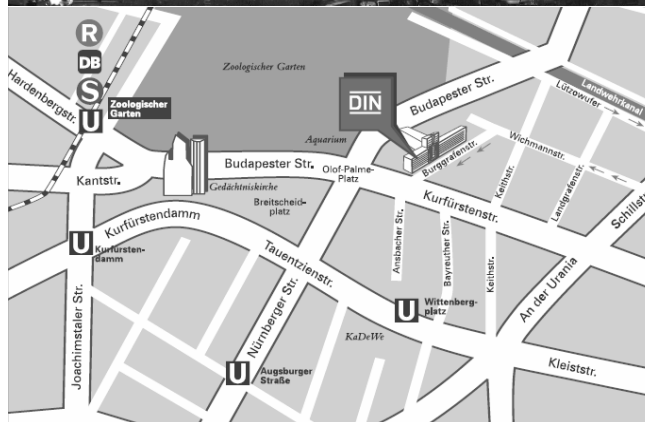 R
DB
S
U
Zoologischer
Garten
Hardenbergstr.
Zoologischer Garten
DIN
Budapester Str.
Landwehrkanal
Lützowufer
Aquarium
Wichmannstr.
Burggrafenstr.
Budapester Str.
Olof-Palme-
Platz
Kantstr.
Gedächtniskirche
Breitscheid-
platz
Keithstr.
Landgrafenstr.
Schillstr.
Kurfürstenstr.
Kurfürstendamm
U
Kurfürsten-
damm
Tauentzienstr.
Ansbacher Str.
Bayreuther Str.
Keithstr.
An der Urania
U
Wittenberg-
platz
Joachimstaler Str.
Nürnberger Str.
KaDeWe
Kleiststr.
U
Augsburger
Straße